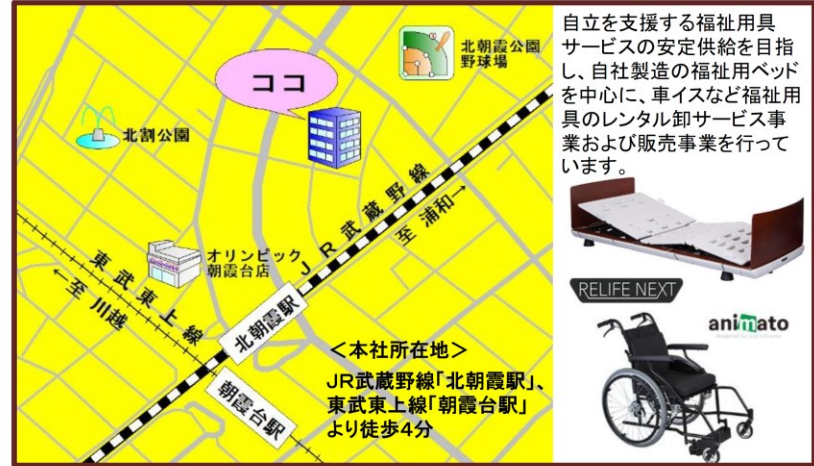 北朝霞公園
野球場
ココ
北割公園
JR武蔵野線
至 浦和→
オリンピック
朝霞台店
東武東上線
←至 川越
北朝霞駅
朝霞台駅
＜本社所在地＞
JR武蔵野線「北朝霞駅」、
東武東上線「朝霞台駅」
より徒歩4分
自立を支援する福祉用具
サービスの安定供給を目指
し、自社製造の福祉用ベッド
を中心に、車イスなど福祉用
具のレンタル卸サービス事
業および販売事業を行って
います。
RELIFE NEXT
animato